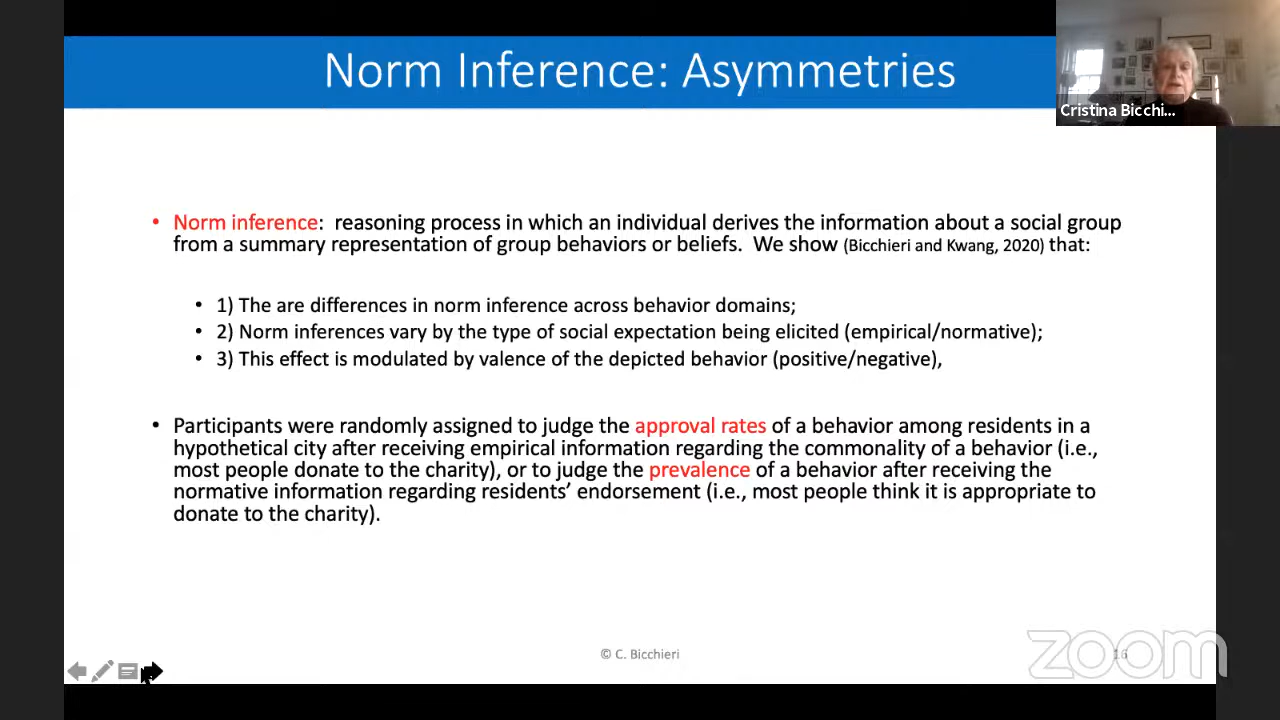 Norm Inference: Asymmetries
Cristina Bicchi...
• Norm inference: reasoning process in which an individual derives the information about a social group
from a summary representation of group behaviors or beliefs. We show (Bicchieri and Kwang, 2020) that:
• 1) The are differences in norm inference across behavior domains;
• 2) Norm inferences vary by the type of social expectation being elicited (empirical/normative);
• 3) This effect is modulated by valence of the depicted behavior (positive/negative),
• Participants were randomly assigned to judge the approval rates of a behavior among residents in a
hypothetical city after receiving empirical information regarding the commonality of a behavior (i.e.,
most people donate to the charity), or to judge the prevalence of a behavior after receiving the
normative information regarding residents’ endorsement (i.e., most people think it is appropriate to
donate to the charity).
© C. Bicchieri
16
zoom